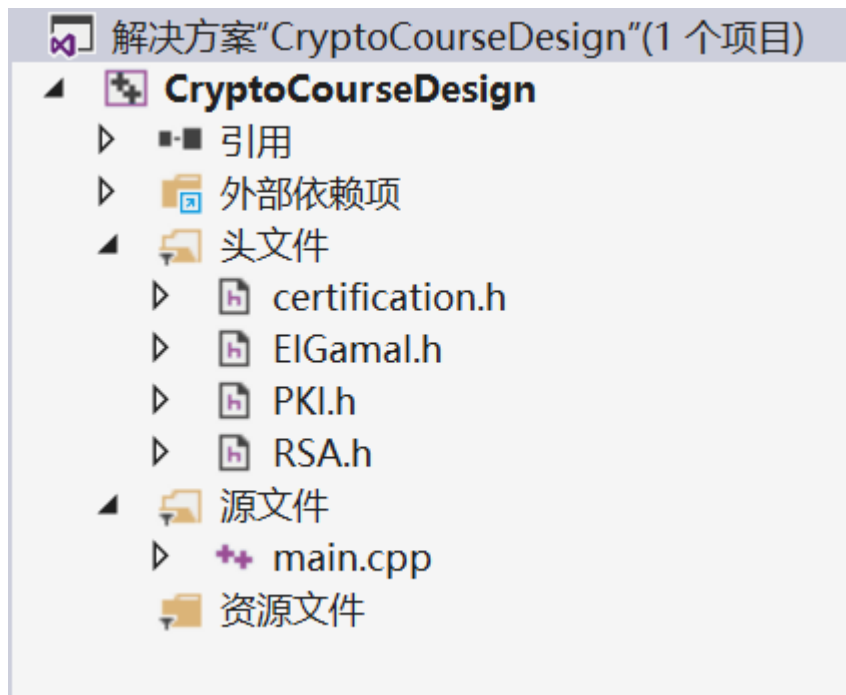 解决方案“CryptoCourseDesign”(1 个项目)
CryptoCourseDesign
引用
外部依赖项
头文件
certification.h
ElGamal.h
PKI.h
RSA.h
源文件
main.cpp
资源文件